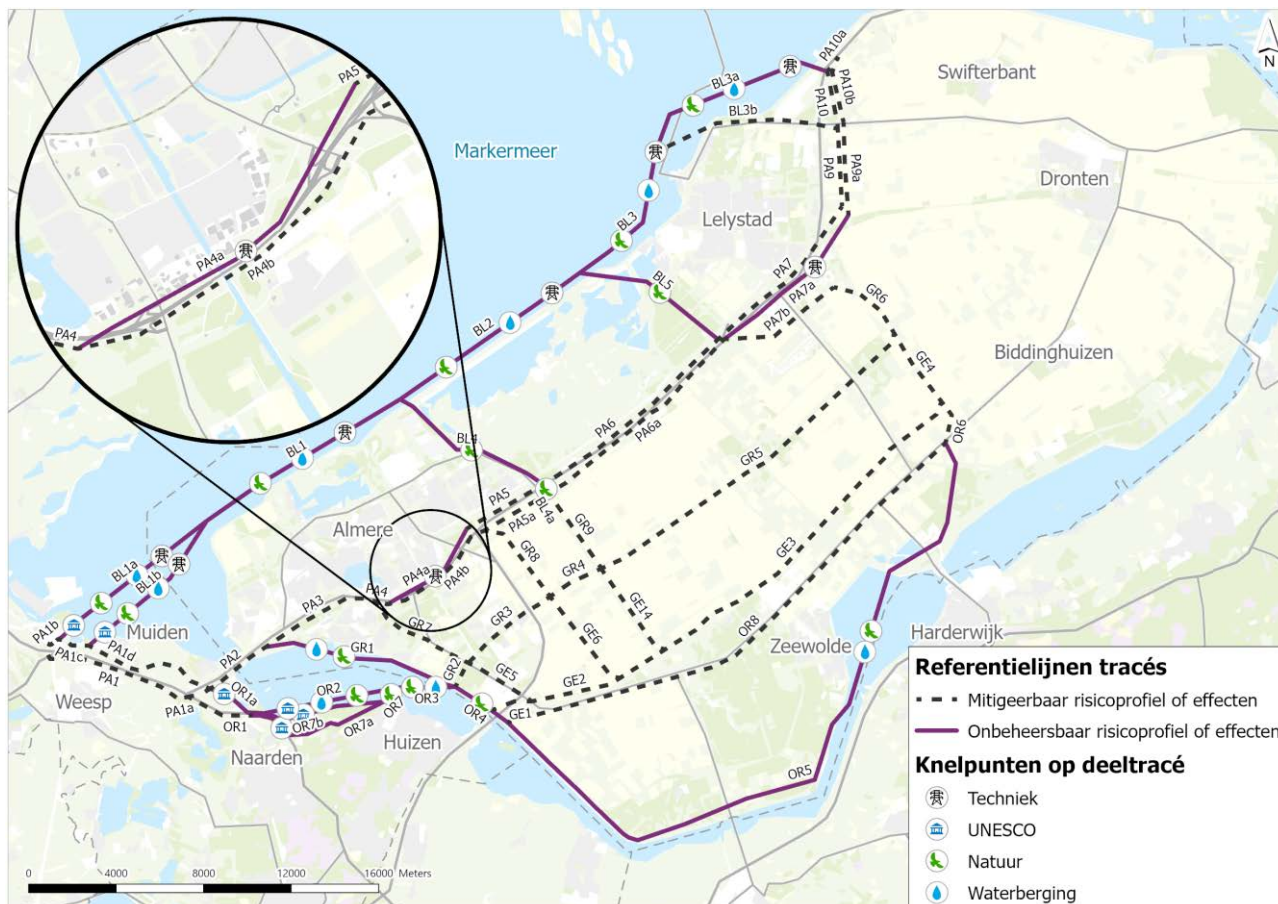 PA5
PA4a
PA4b
PA4
Markermeer
BL3a
PA10a
N
Swifterbant
PA10
PA10b
BL3b
PA9
PA9a
Dronten
Lelystad
BL3
BL5
PA7
PA7a
PA7b
GR6
BL2
GE4
Biddinghuizen
PA6
PA6a
OR6
BL4
GR5
BL1
PA5
PA5a
BL4a
GR9
Almere
GR8
GE3
PA4a
PA4b
GR4
BL1a
BL1b
PA3
PA4
GE14
GR7
GR3
GE6
OR8
PA1b
Muiden
PA1d
PA1c
PA2
GR1
GR2
GE5
Zeewolde
Harderwijk
PA1
Weesp
PA1a
OR1a
OR2
OR3
OR7
GE2
OR4
GE1
OR1
OR7b
OR7a
Naarden
Huizen
OR5
Referentielijnen tracés
Mitigeerbaar risicoprofiel of effecten
Onbeheersbaar risicoprofiel of effecten
Knelpunten op deeltracé
Techniek
UNESCO
Natuur
Waterberging
0 4000 8000 12000 16000 Meters